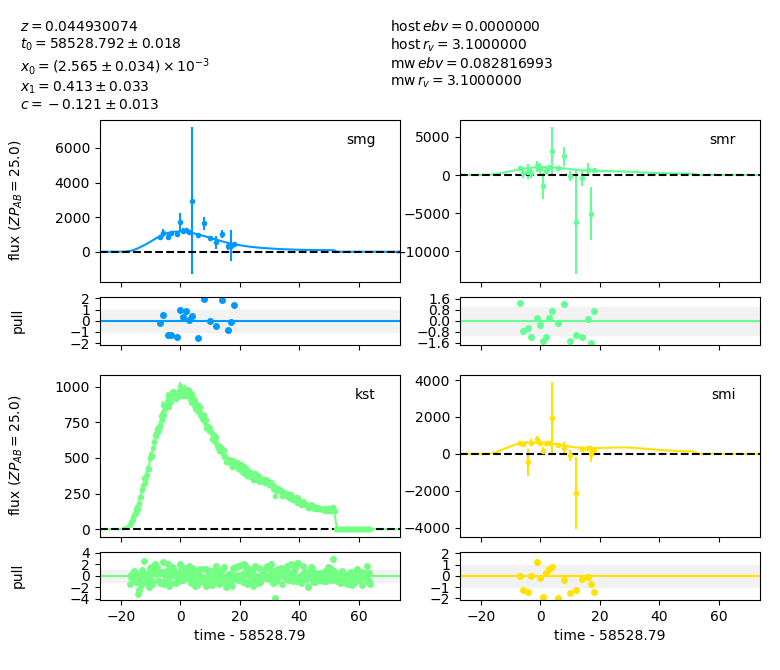 z = 0.044930074
t₀ = 58528.792 ± 0.018
x₀ = (2.565 ± 0.034) × 10⁻³
x₁ = 0.413 ± 0.033
c = −0.121 ± 0.013
host ebv = 0.0000000
host rᵥ = 3.1000000
mw ebv = 0.082816993
mw rᵥ = 3.1000000
flux (ZP_AB = 25.0)
6000
4000
2000
0
smg
5000
0
−5000
−10000
smr
pull
2
1
0
−1
−2
1.6
0.8
0.0
−0.8
−1.6
flux (ZP_AB = 25.0)
1000
750
500
250
0
kst
4000
2000
0
−2000
−4000
smi
pull
4
2
0
−2
−4
2
1
0
−1
−2
−20 0 20 40 60
−20 0 20 40 60
time - 58528.79
time - 58528.79